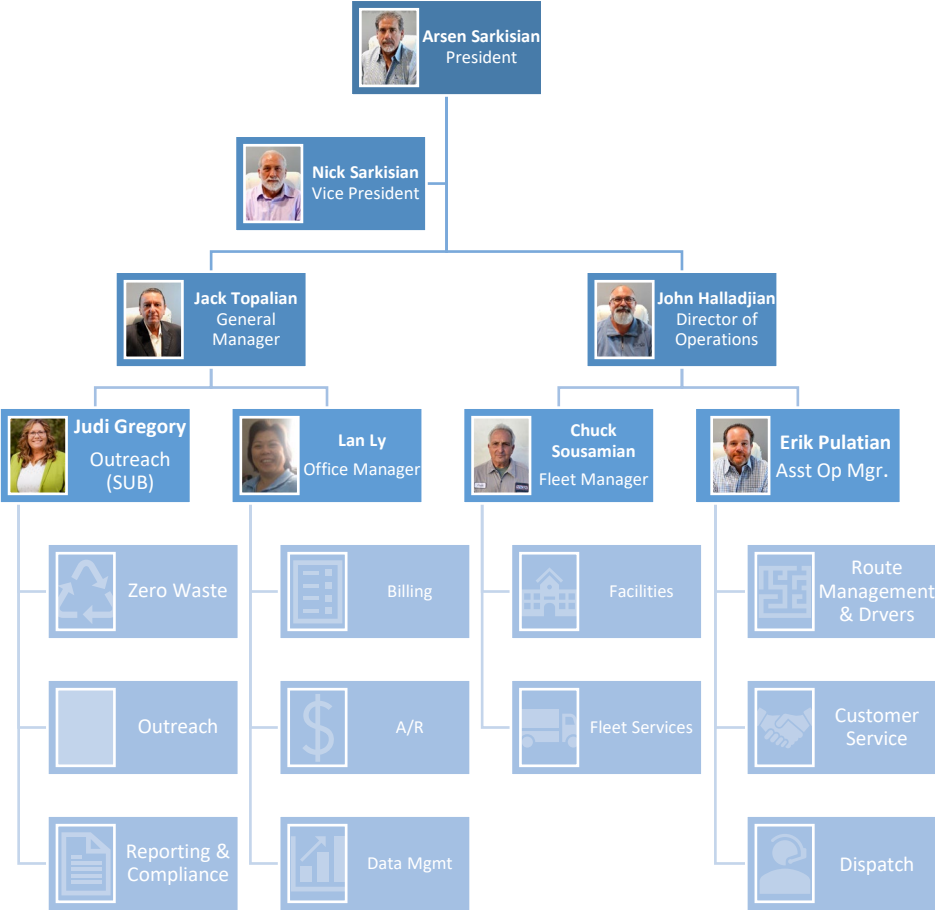 Arsen Sarkisian
President
Nick Sarkisian
Vice President
Jack Topalian
General
Manager
John Halladjian
Director of
Operations
Judi Gregory
Outreach
(SUB)
Lan Ly
Office Manager
Chuck
Sousamian
Fleet Manager
Erik Pulatian
Asst Op Mgr.
Zero Waste
Billing
Facilities
Route
Management
& Drvers
Outreach
A/R
$
Fleet Services
Customer
Service
Reporting &
Compliance
Data Mgmt
Dispatch